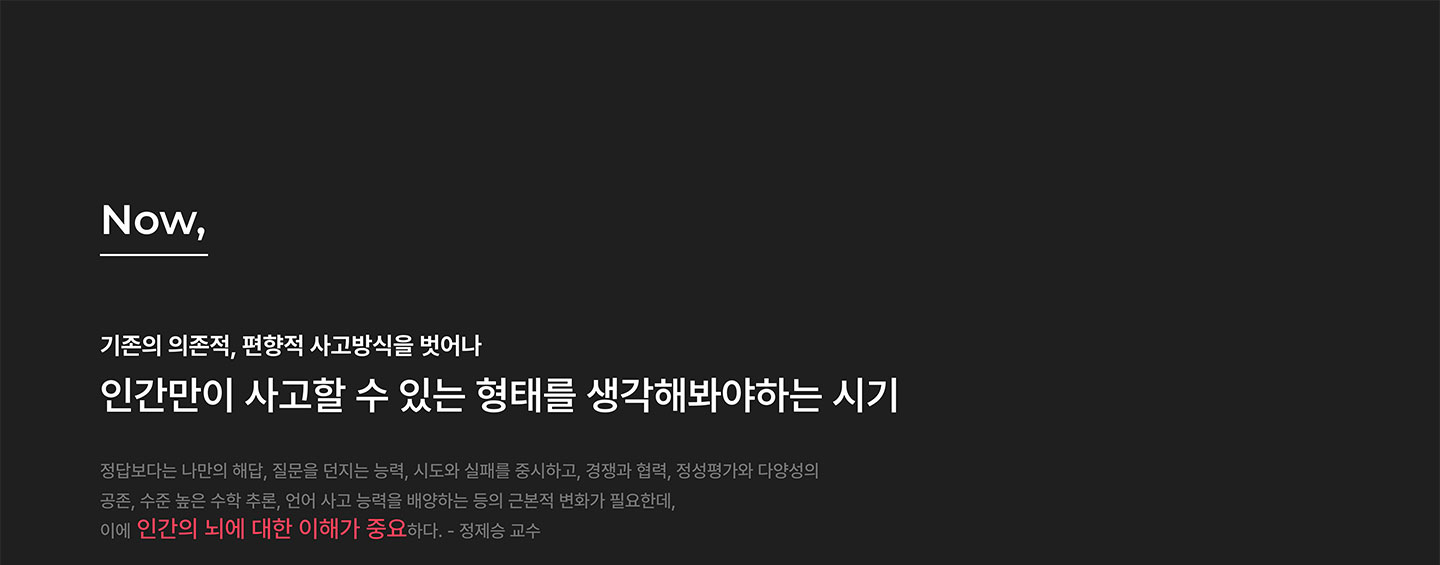 Now,
기존의 의존적, 편향적 사고방식을 벗어나
인간만이 사고할 수 있는 형태를 생각해봐야하는 시기
정답보다는 나만의 해답, 질문을 던지는 능력, 시도와 실패를 중시하고, 경쟁과 협력, 정성평가와 다양성의
공존, 수준 높은 수학 추론, 언어 사고 능력을 배양하는 등의 근본적 변화가 필요한데,
이에 인간의 뇌에 대한 이해가 중요하다. - 정제승 교수